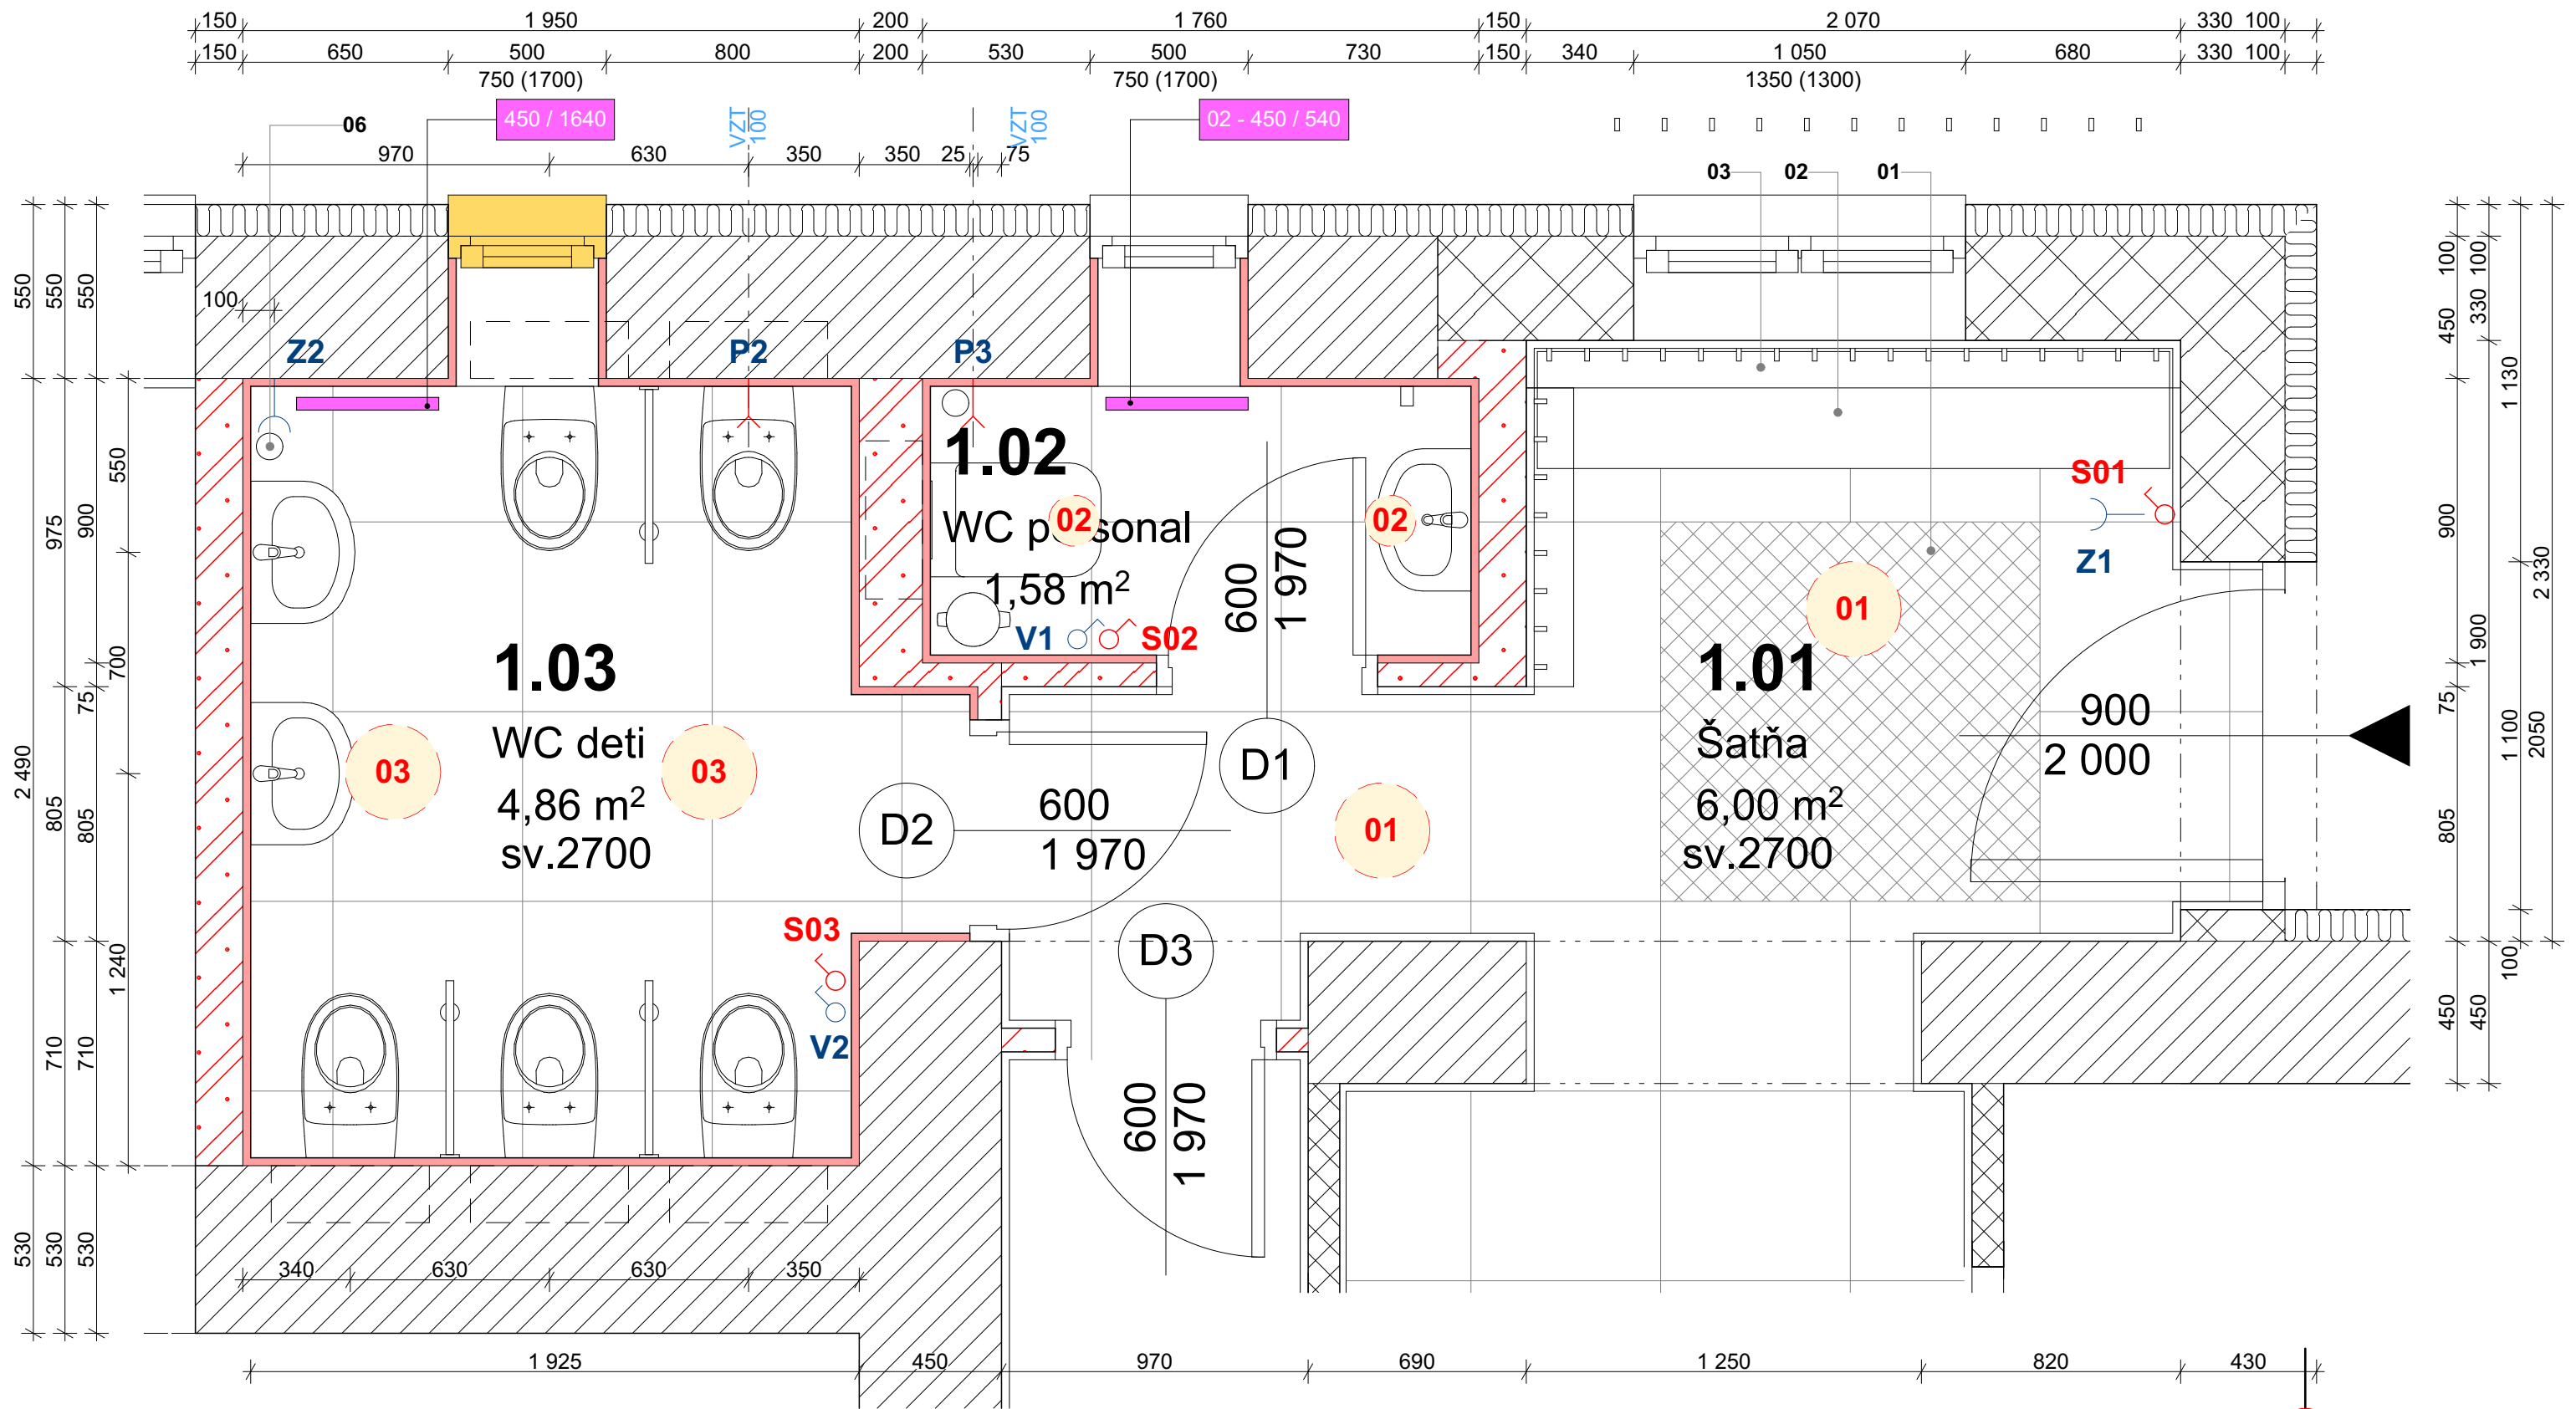 150 1 950 200 1 760 150 2 070 330 100
150 650 500 800 200 530 500 730 150 340 1 050 680 330 100
750 (1700) 750 (1700) 1350 (1300)
06 450 / 1640 VZT 100 VZT 100 02 - 450 / 540
970 630 350 350 25 75
03 02 01
550 550 550
100 100
450 330
100
Z2 P2 P3
1130
550
1.02
S01
WC personal
02 02
975 900
900
2 330
600
1 970
Z1
1,58 m²
01
V1 S02
700
1 900
1.03
1.01
75
75
900
2 000
WC deti
Šatňa
D1
1 100
2050
2 490
03 03
4,86 m²
6,00 m²
805 805
805
D2
600
1 970
01
sv.2700
sv.2700
S03
D3
1 240
100
V2
710 710
450 450
600
1 970
530 530 530
340 630 630 350
1 925 450 970 690 1 250 820 430